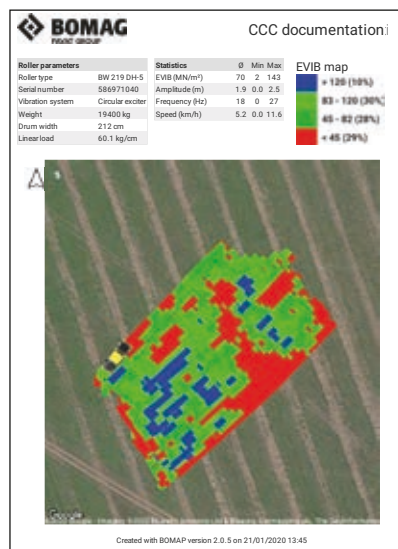 BOMAG
FAYAT GROUP
CCC documentation
Roller parameters
Roller type BW 219 DH-5
Serial number 586971040
Vibration system Circular exciter
Weight 19400 kg
Drum width 212 cm
Linear load 60.1 kg/cm
Statistics Ø Min Max
EVIB (MN/m²) 70 2 143
Amplitude (m) 1.9 0.0 2.5
Frequency (Hz) 18 0 27
Speed (km/h) 5.2 0.0 11.6
EVIB map
> 120 (10%)
83 - 120 (30%)
45 - 82 (28%)
< 45 (29%)
Google
Created with BOMAP version 2.0.5 on 21/01/2020 13:45